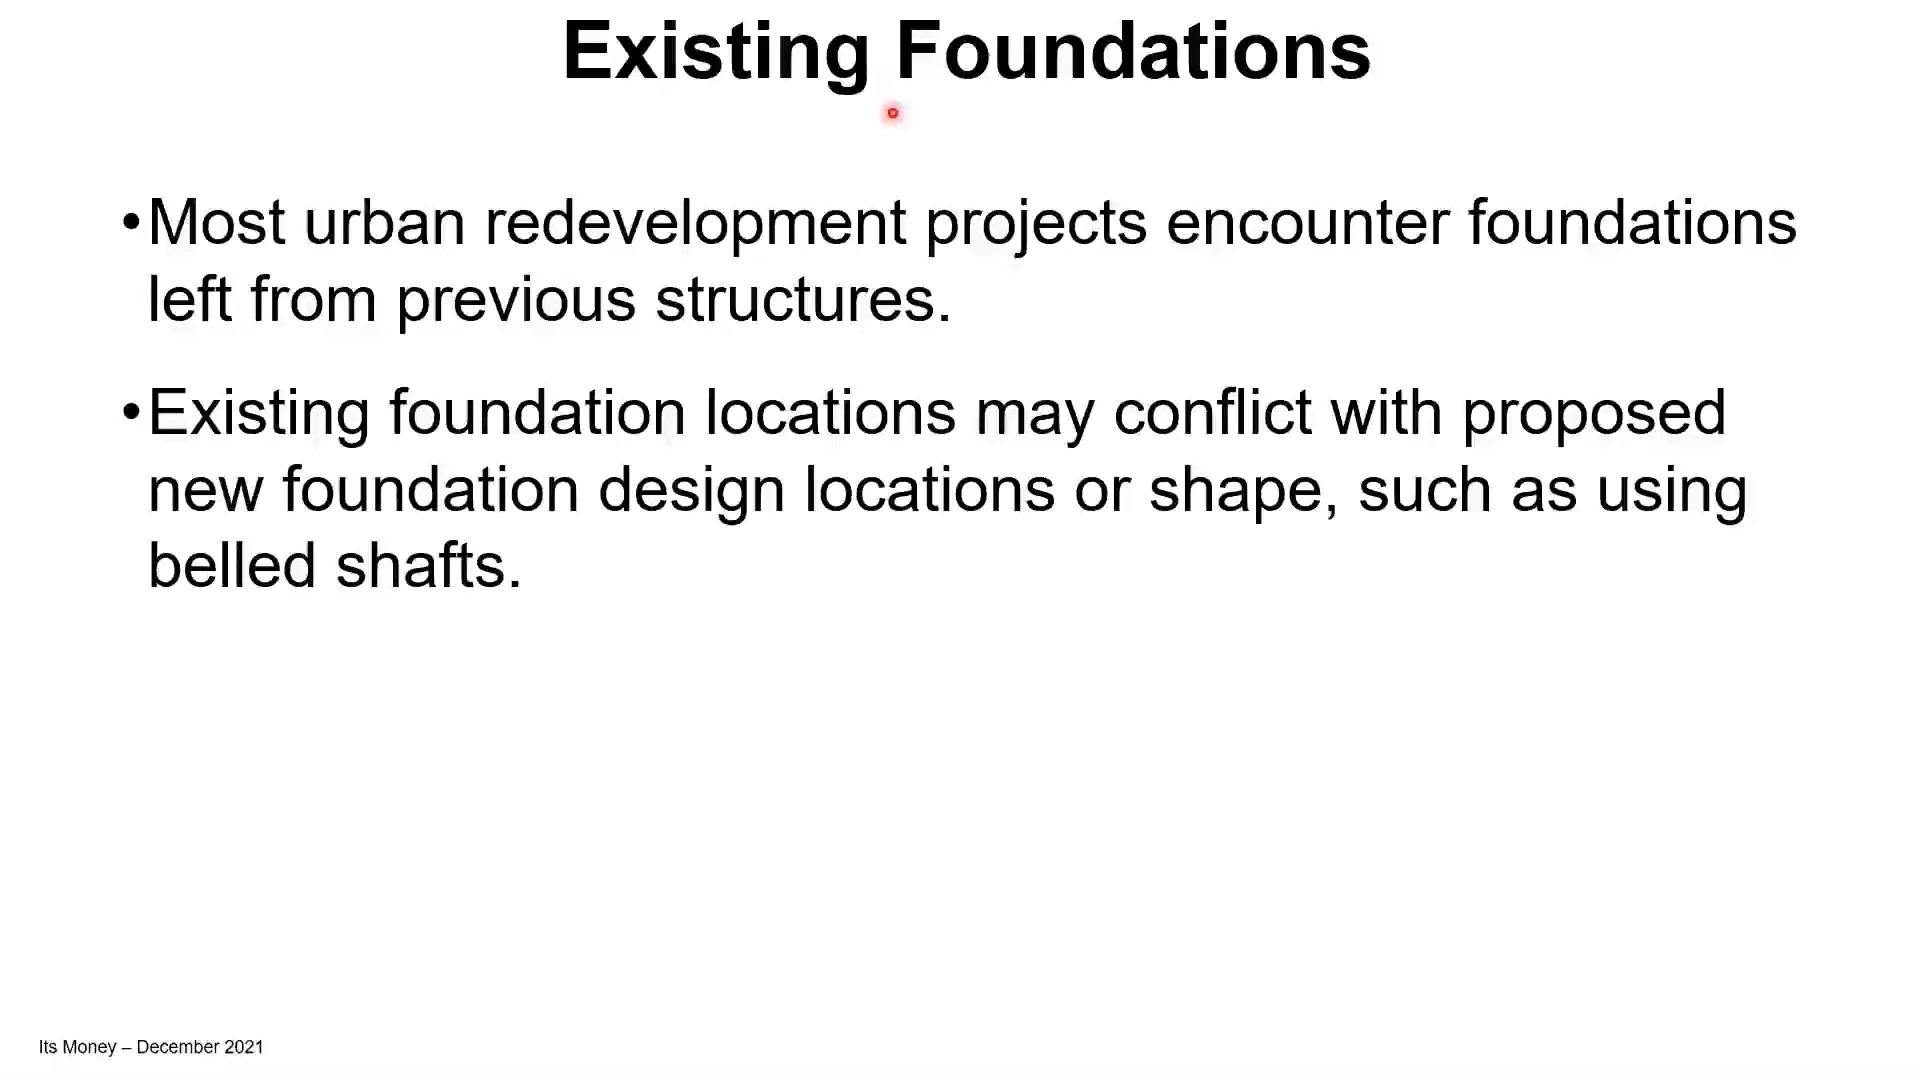 Existing Foundations
•Most urban redevelopment projects encounter foundations
left from previous structures.
•Existing foundation locations may conflict with proposed
new foundation design locations or shape, such as using
belled shafts.
Its Money – December 2021